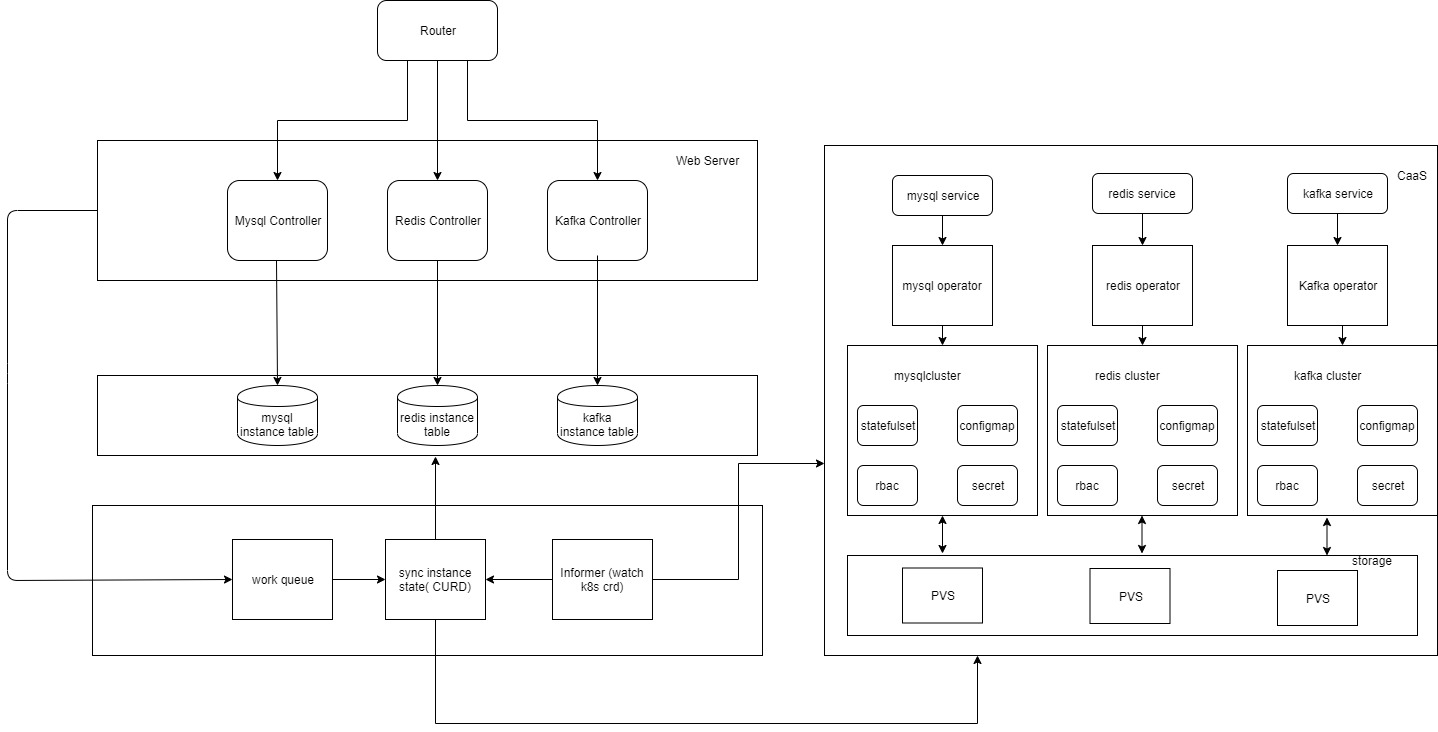 Router
Web Server
Mysql Controller
Redis Controller
Kafka Controller
mysql
instance table
redis instance
table
kafka
instance table
work queue
sync instance
state( CURD)
Informer (watch
k8s crd)
CaaS
mysql service
redis service
kafka service
mysql operator
redis operator
Kafka operator
mysqlcluster
redis cluster
kafka cluster
statefulset
configmap
statefulset
configmap
statefulset
configmap
rbac
secret
rbac
secret
rbac
secret
storage
PVS
PVS
PVS